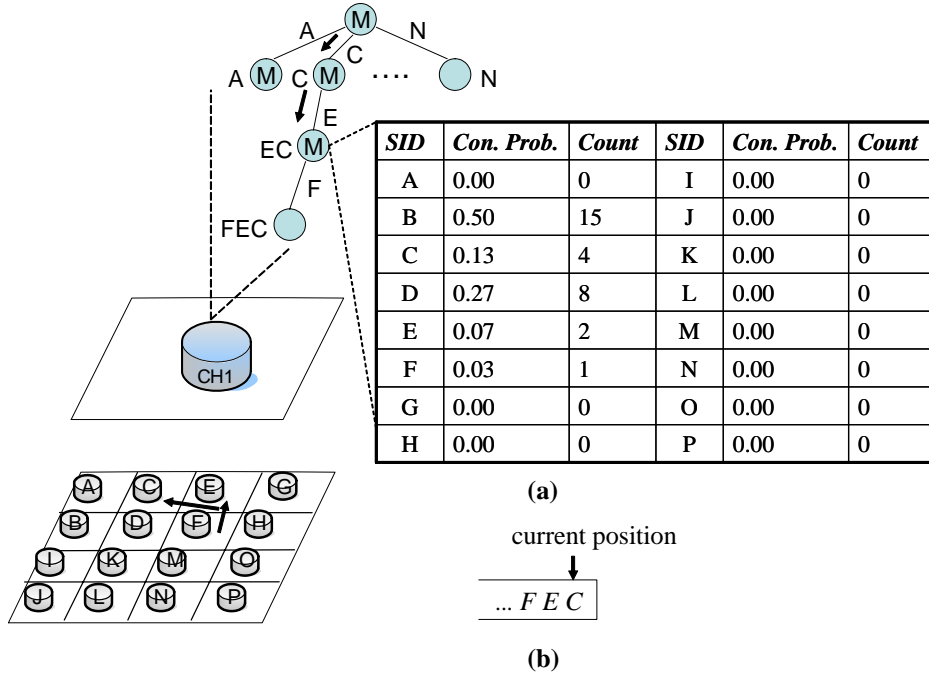 M
A
N
C
A M
C M
....
N
E
EC M
F
FEC
CH1
SID Con. Prob. Count SID Con. Prob. Count
A 0.00 0 I 0.00 0
B 0.50 15 J 0.00 0
C 0.13 4 K 0.00 0
D 0.27 8 L 0.00 0
E 0.07 2 M 0.00 0
F 0.03 1 N 0.00 0
G 0.00 0 O 0.00 0
H 0.00 0 P 0.00 0
(a)
A C E G
B D F H
I K M O
J L N P
current position
... F E C
(b)